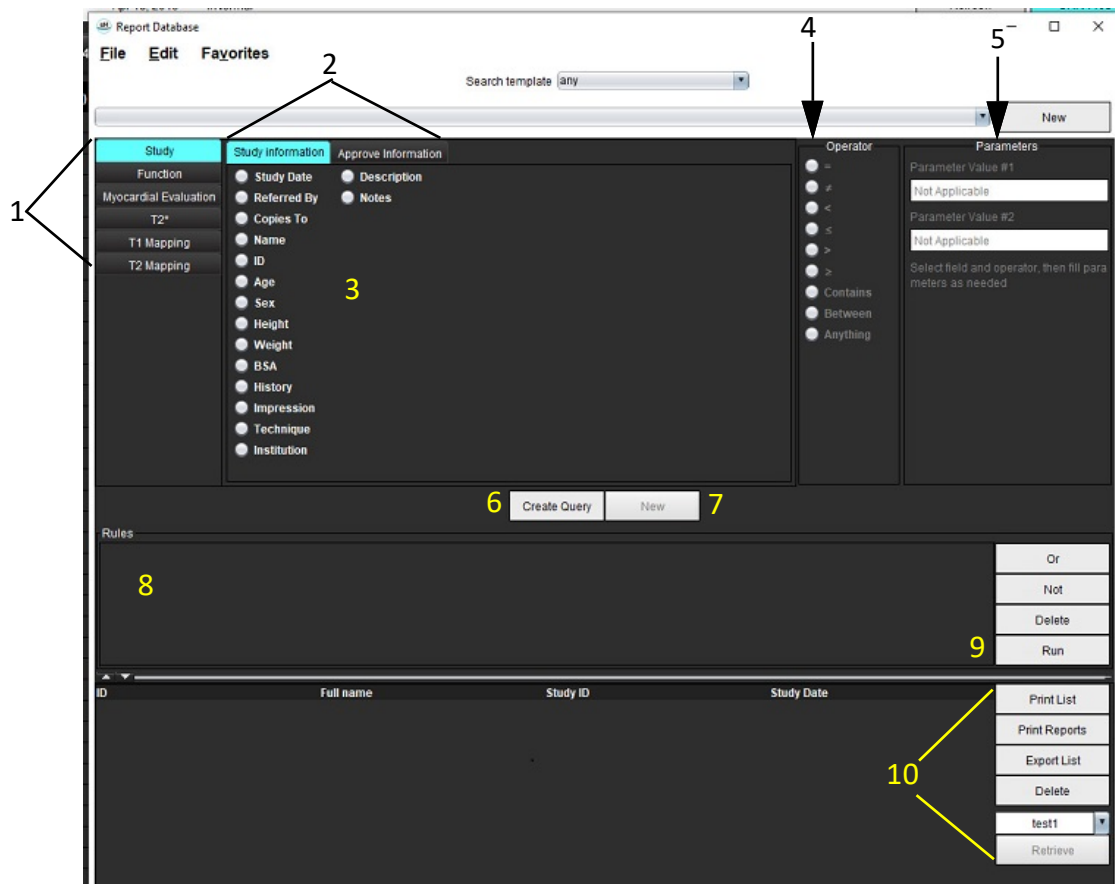 Report Database
4
5
File Edit Favorites
2
Search template any
New
1
Study
Function
Myocardial Evaluation
T2*
T1 Mapping
T2 Mapping
Study Information Approve Information
Study Date Description
Referred By Notes
Copies To
Name
ID
Age
Sex
Height
Weight
BSA
History
Impression
Technique
Institution
3
Operator
=
≠
<
≤
>
≥
Contains
Between
Anything
Parameters
Parameter Value #1
Not Applicable
Parameter Value #2
Not Applicable
Select field and operator, then fill para
meters as needed
6 Create Query New 7
Rules
8
Or
Not
Delete
9 Run
ID Full name Study ID Study Date
Print List
Print Reports
Export List
10
Delete
test1
Retrieve